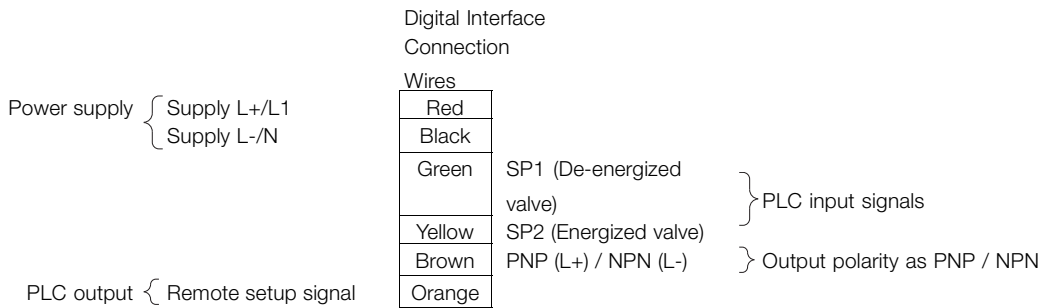 Digital Interface
Connection
Wires
Power supply Supply L+/L1 Red
Supply L-/N Black
Green SP1 (De-energized
valve)
PLC input signals
Yellow SP2 (Energized valve)
Brown PNP (L+) / NPN (L-) Output polarity as PNP / NPN
PLC output Remote setup signal Orange